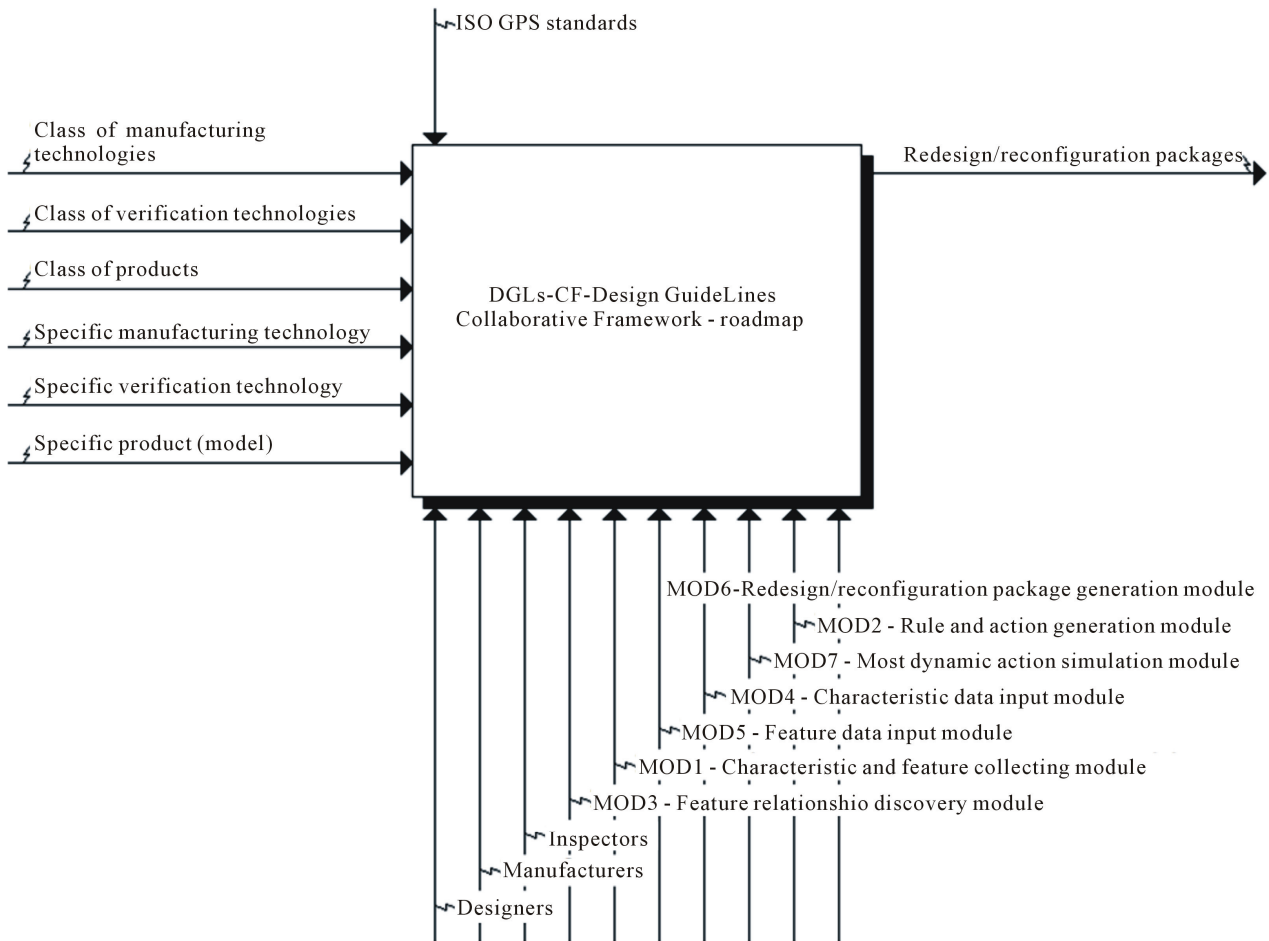 ISO GPS standards
Class of manufacturing
technologies
Redesign/reconfiguration packages
Class of verification technologies
Class of products
DGLs-CF-Design GuideLines
Collaborative Framework - roadmap
Specific manufacturing technology
Specific verification technology
Specific product (model)
MOD6-Redesign/reconfiguration package generation module
MOD2 - Rule and action generation module
MOD7 - Most dynamic action simulation module
MOD4 - Characteristic data input module
MOD5 - Feature data input module
MOD1 - Characteristic and feature collecting module
MOD3 - Feature relationshio discovery module
Inspectors
Manufacturers
Designers